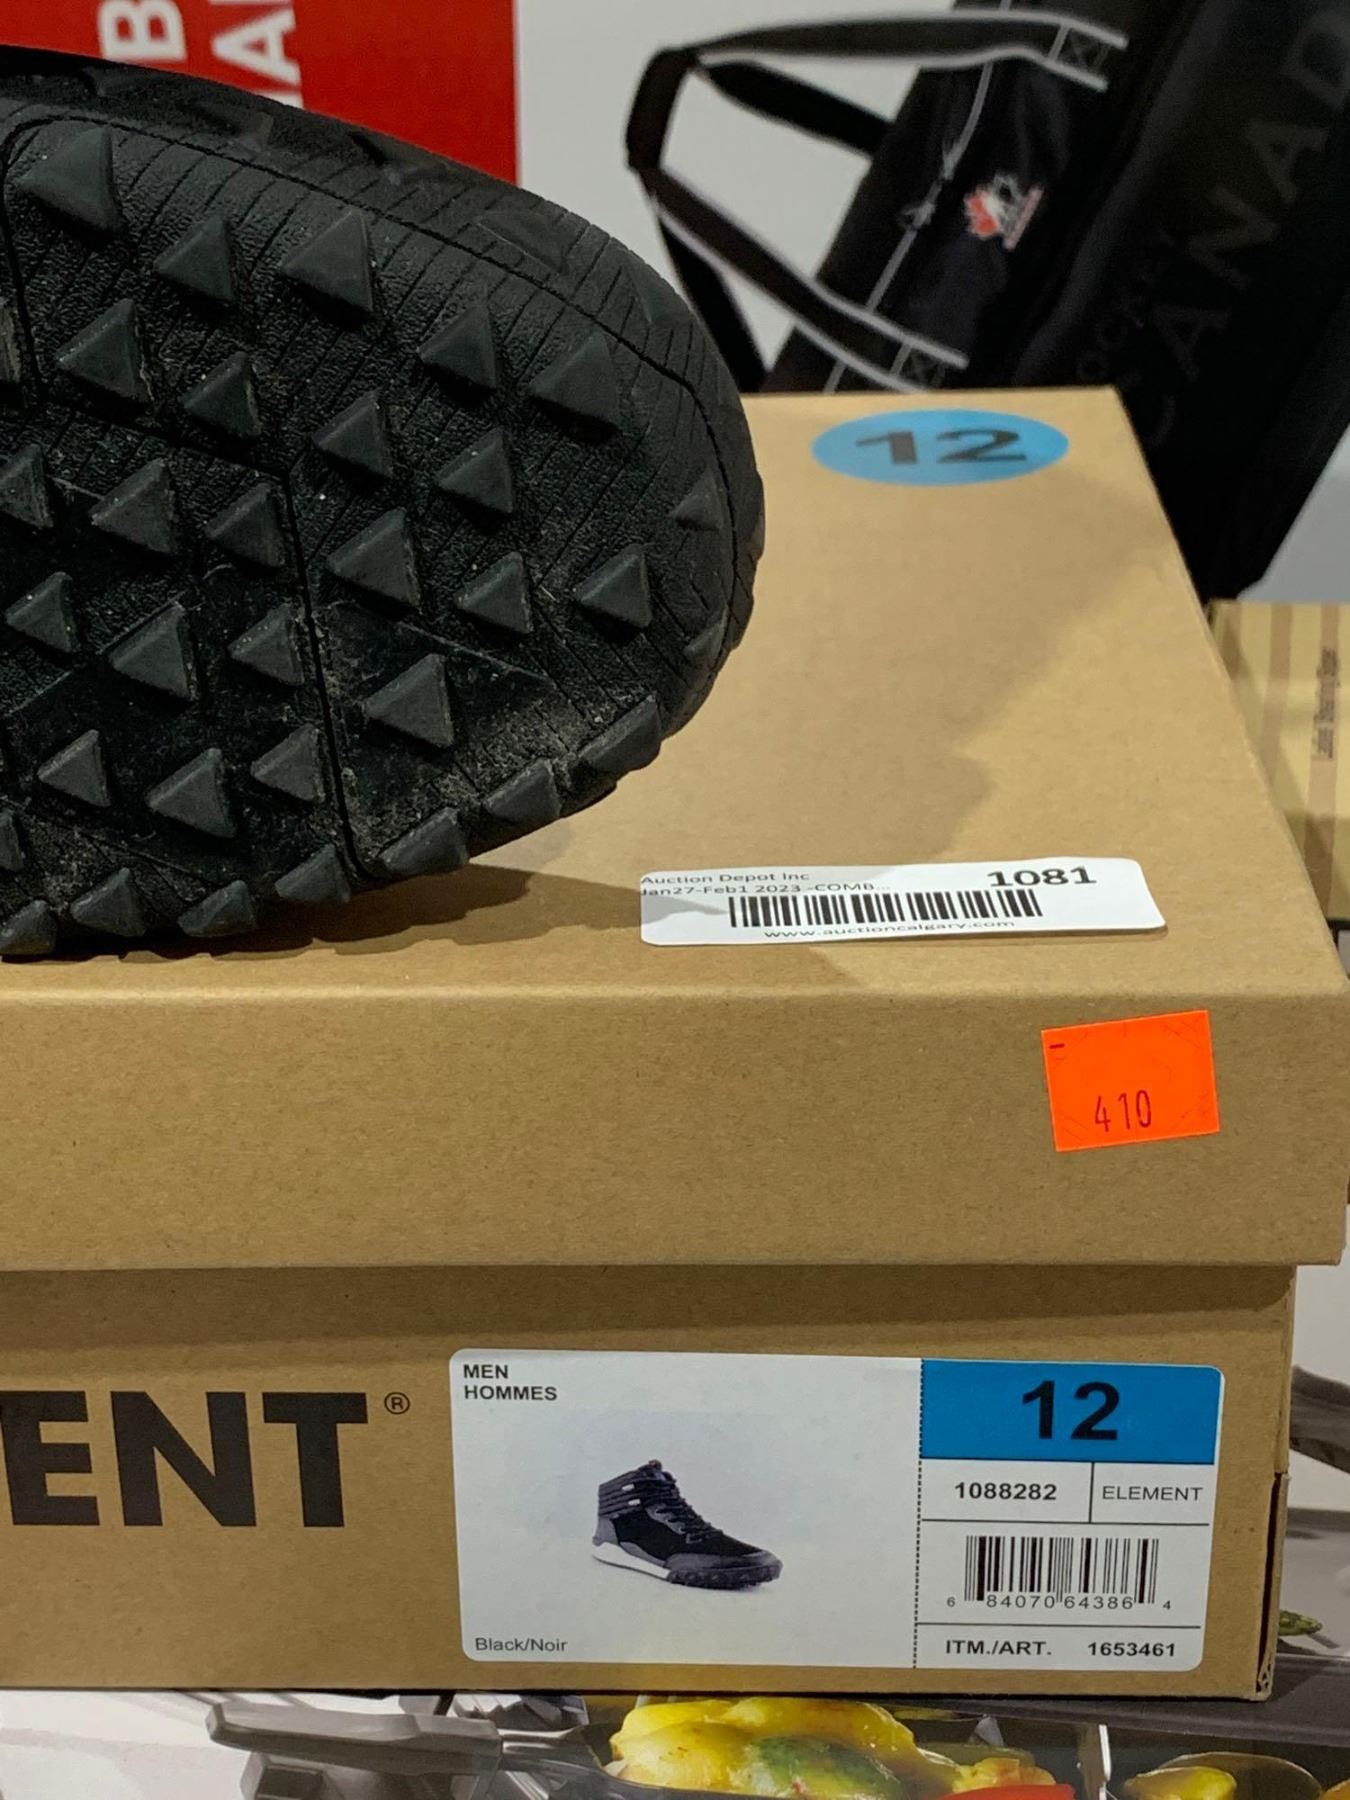 12
Auction Depot Inc
Jan27-Feb1 2023 -COMB...
1081
www.auctioncalgary.com
410
ENT®
MEN
HOMMES
Black/Noir
12
1088282
ELEMENT
6 84070 64386 4
ITM./ART. 1653461
CANAD